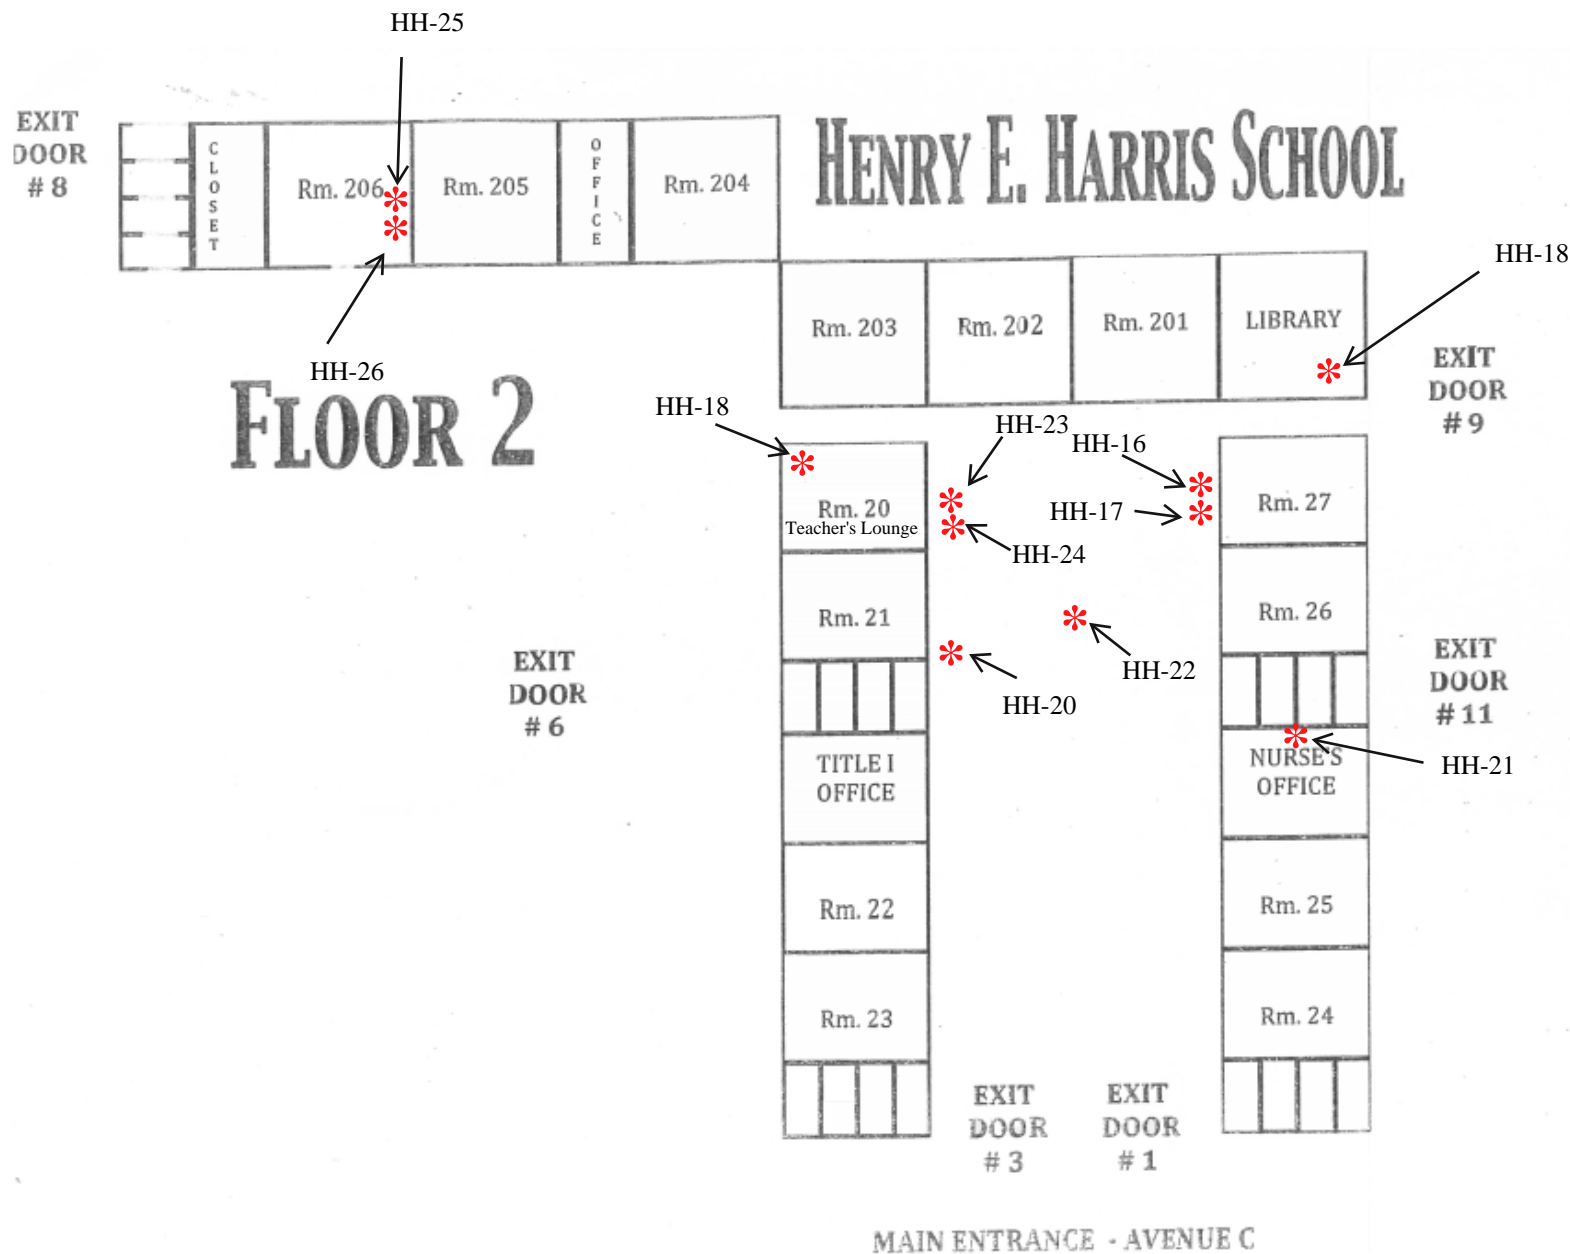 HH-25
EXIT
DOOR
# 8
CLOSET
Rm. 206
Rm. 205
OFFICE
Rm. 204
HENRY E. HARRIS SCHOOL
HH-18
HH-26
Rm. 203
Rm. 202
Rm. 201
LIBRARY
EXIT
DOOR
# 9
FLOOR 2
HH-18
HH-23
HH-16
Rm. 20
Teacher's Lounge
HH-17
Rm. 27
HH-24
Rm. 21
Rm. 26
EXIT
DOOR
# 6
HH-22
HH-20
EXIT
DOOR
# 11
TITLE I
OFFICE
NURSE'S
OFFICE
HH-21
Rm. 22
Rm. 25
Rm. 23
Rm. 24
EXIT
DOOR
# 3
EXIT
DOOR
# 1
MAIN ENTRANCE - AVENUE C